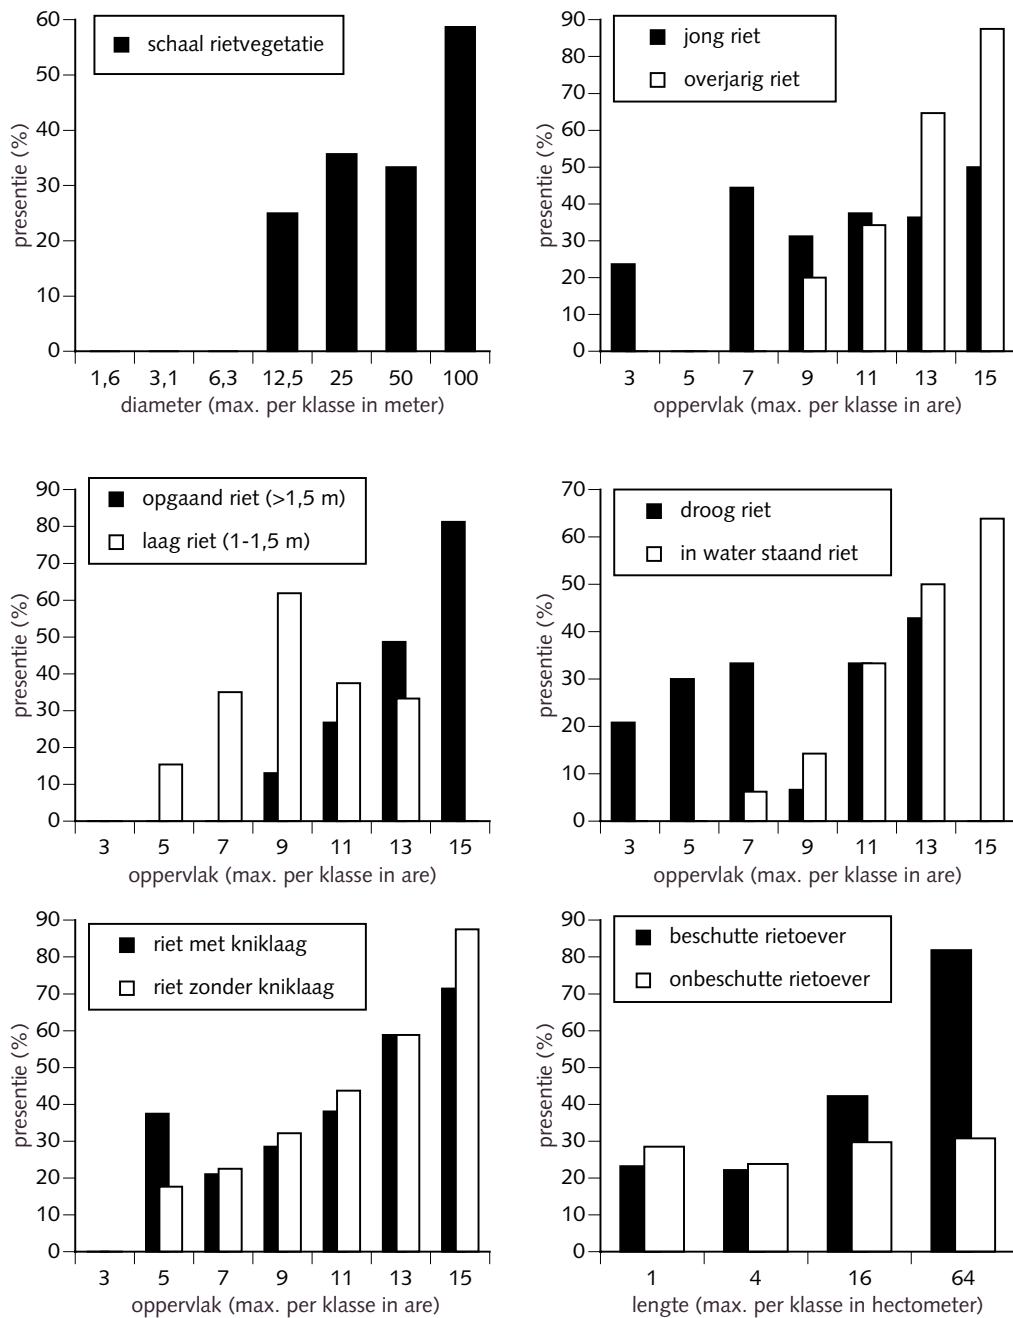 60
50
40
30
20
10
0
presentie (%)
schaal rietvegetatie
1,6 3,1 6,3 12,5 25 50 100
diameter (max. per klasse in meter)
90
80
70
60
50
40
30
20
10
0
presentie (%)
jong riet
overjarig riet
3 5 7 9 11 13 15
oppervlak (max. per klasse in are)
90
80
70
60
50
40
30
20
10
0
presentie (%)
opgaand riet (>1,5 m)
laag riet (1-1,5 m)
3 5 7 9 11 13 15
oppervlak (max. per klasse in are)
70
60
50
40
30
20
10
0
presentie (%)
droog riet
in water staand riet
3 5 7 9 11 13 15
oppervlak (max. per klasse in are)
90
80
70
60
50
40
30
20
10
0
presentie (%)
riet met kniklaag
riet zonder kniklaag
3 5 7 9 11 13 15
oppervlak (max. per klasse in are)
90
80
70
60
50
40
30
20
10
0
presentie (%)
beschutte rietoever
onbeschutte rietoever
1 4 16 64
lengte (max. per klasse in hectometer)